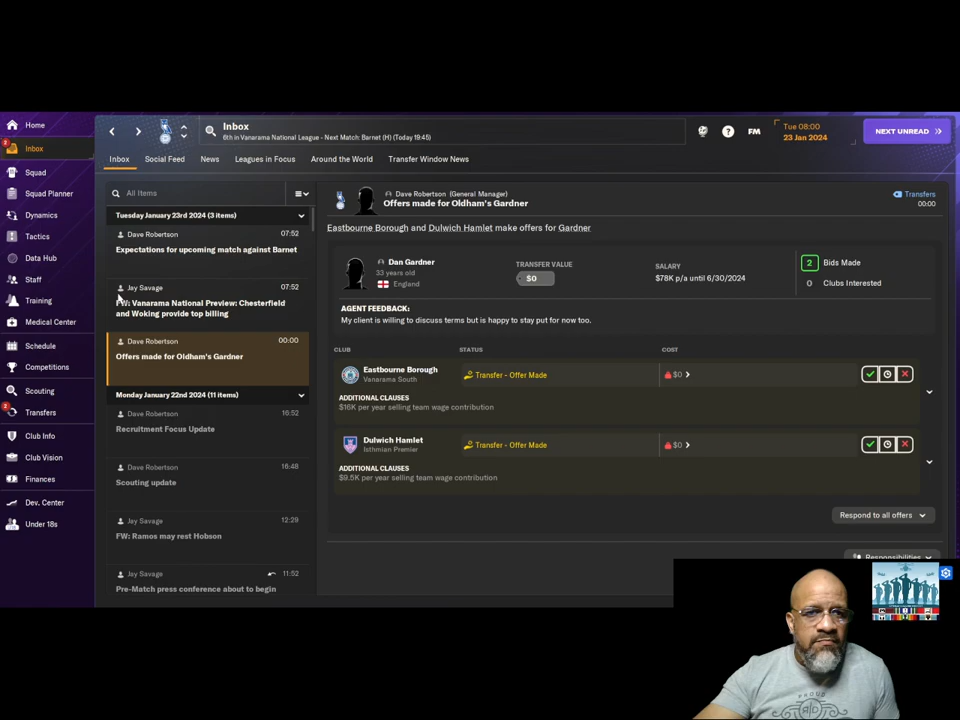 Home
Inbox
Squad
Squad Planner
Dynamics
Tactics
Data Hub
Staff
Training
Medical Center
Schedule
Competitions
Scouting
Transfers
Club Info
Club Vision
Finances
Dev. Center
Under 18s
Inbox
6th in Vanarama National League - Next Match: Barnet (H) (Today 19:45)
?
FM
Tue 08:00
23 Jan 2024
NEXT UNREAD
Inbox
Social Feed
News
Leagues in Focus
Around the World
Transfer Window News
All Items
Tuesday January 23rd 2024 (3 items)
Dave Robertson 07:52
Expectations for upcoming match against Barnet
Jay Savage 07:52
FW: Vanarama National Preview: Chesterfield
and Woking provide top billing
Dave Robertson 00:00
Offers made for Oldham's Gardner
Monday January 22nd 2024 (11 items)
Dave Robertson 16:52
Recruitment Focus Update
Dave Robertson 16:48
Scouting update
Jay Savage 12:29
FW: Ramos may rest Hobson
Jay Savage 11:52
Pre-Match press conference about to begin
Dave Robertson (General Manager)
Offers made for Oldham's Gardner
Transfers
00:00
Eastbourne Borough and Dulwich Hamlet make offers for Gardner
Dan Gardner
33 years old
England
TRANSFER VALUE
$0
SALARY
$78K p/a until 6/30/2024
2 Bids Made
0 Clubs Interested
AGENT FEEDBACK:
My client is willing to discuss terms but is happy to stay put for now too.
CLUB STATUS COST
Eastbourne Borough
Vanarama South
Transfer - Offer Made
$0
ADDITIONAL CLAUSES
$16K per year selling team wage contribution
Dulwich Hamlet
Isthmian Premier
Transfer - Offer Made
$0
ADDITIONAL CLAUSES
$9.5K per year selling team wage contribution
Respond to all offers
Responsibilities
PROUD